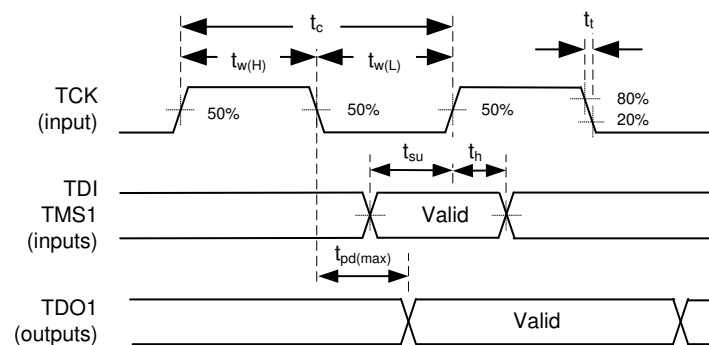 tc
tt
tw(H) tw(L)
TCK
(input)
50% 50% 50% 80%
20%
tsu th
TDI
TMS1
(inputs)
Valid
tpd(max)
TDO1
(outputs)
Valid